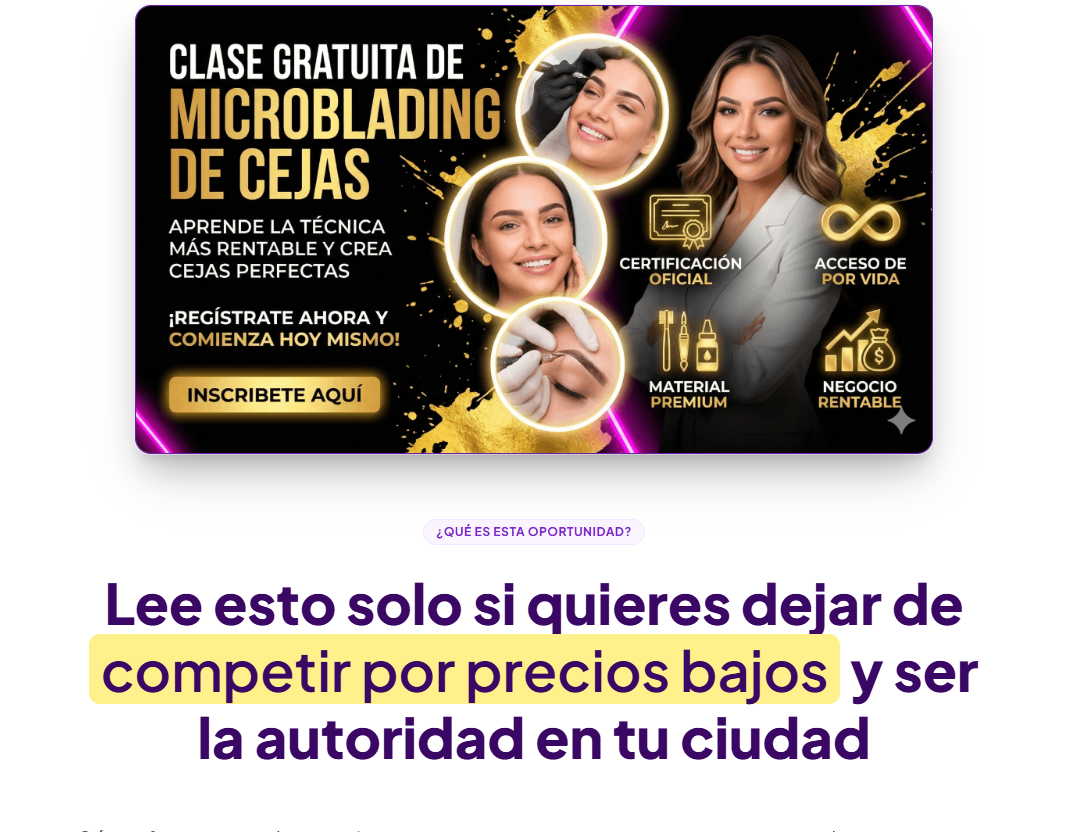 CLASE GRATUITA DE
MICROBLADING
DE CEJAS
APRENDE LA TÉCNICA
MÁS RENTABLE Y CREA
CEJAS PERFECTAS
¡REGÍSTRATE AHORA Y
COMIENZA HOY MISMO!
INSCRIBETE AQUÍ
CERTIFICACIÓN
OFICIAL
ACCESO DE
POR VIDA
MATERIAL
PREMIUM
NEGOCIO
RENTABLE
¿QUÉ ES ESTA OPORTUNIDAD?
Lee esto solo si quieres dejar de
competir por precios bajos y ser
la autoridad en tu ciudad